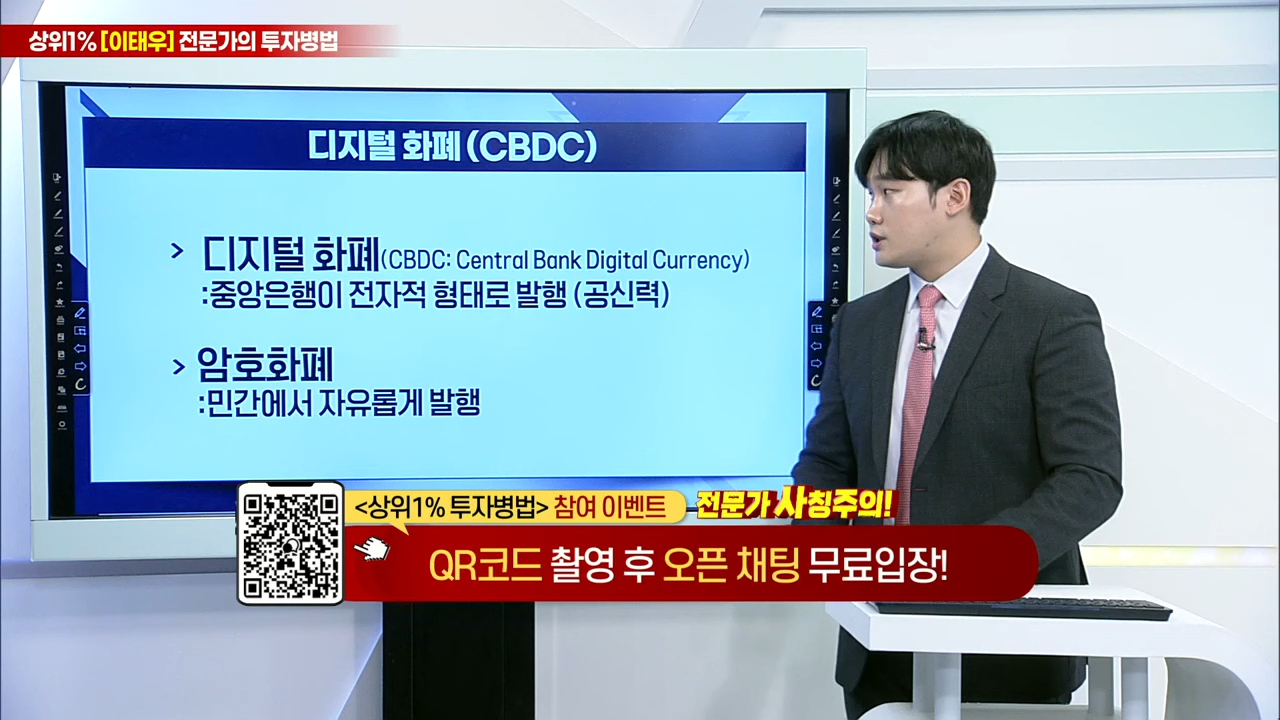 상위1% [이태우] 전문가의 투자병법
디지털 화폐 (CBDC)
> 디지털 화폐(CBDC: Central Bank Digital Currency)
:중앙은행이 전자적 형태로 발행 (공신력)
> 암호화폐
:민간에서 자유롭게 발행
<상위1% 투자병법> 참여 이벤트
전문가 사칭주의!
QR코드 촬영 후 오픈 채팅 무료입장!